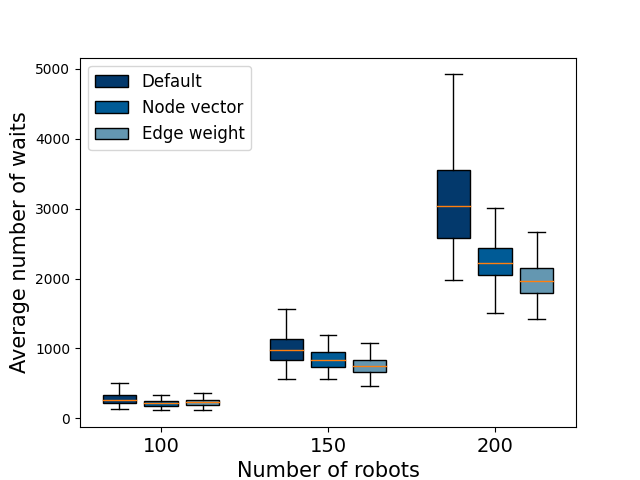 Default
Node vector
Edge weight
Average number of waits
5000
4000
3000
2000
1000
0
100 150 200
Number of robots